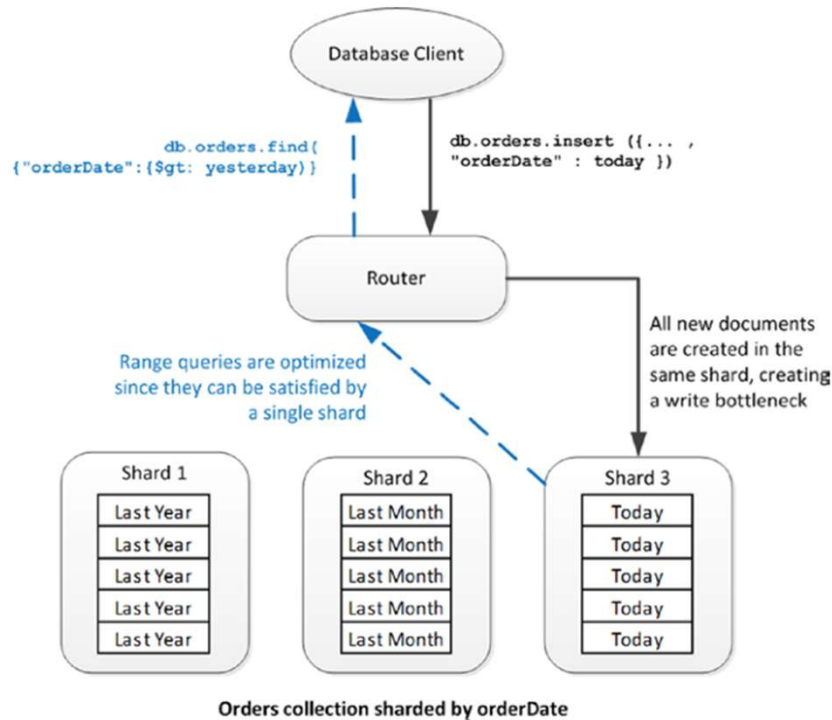 Database Client
db.orders.find(
{"orderDate":{$gt: yesterday)}
db.orders.insert ({... ,
"orderDate" : today })
Router
All new documents
are created in the
same shard, creating
a write bottleneck
Range queries are optimized
since they can be satisfied by
a single shard
Shard 1
Last Year
Last Year
Last Year
Last Year
Last Year
Shard 2
Last Month
Last Month
Last Month
Last Month
Last Month
Shard 3
Today
Today
Today
Today
Today
Orders collection sharded by orderDate